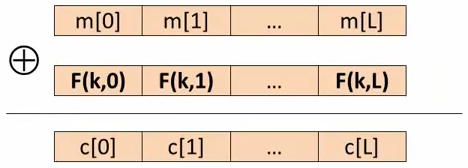 m[0] m[1] ... m[L]
⊕
F(k,0) F(k,1) ... F(k,L)
c[0] c[1] ... c[L]